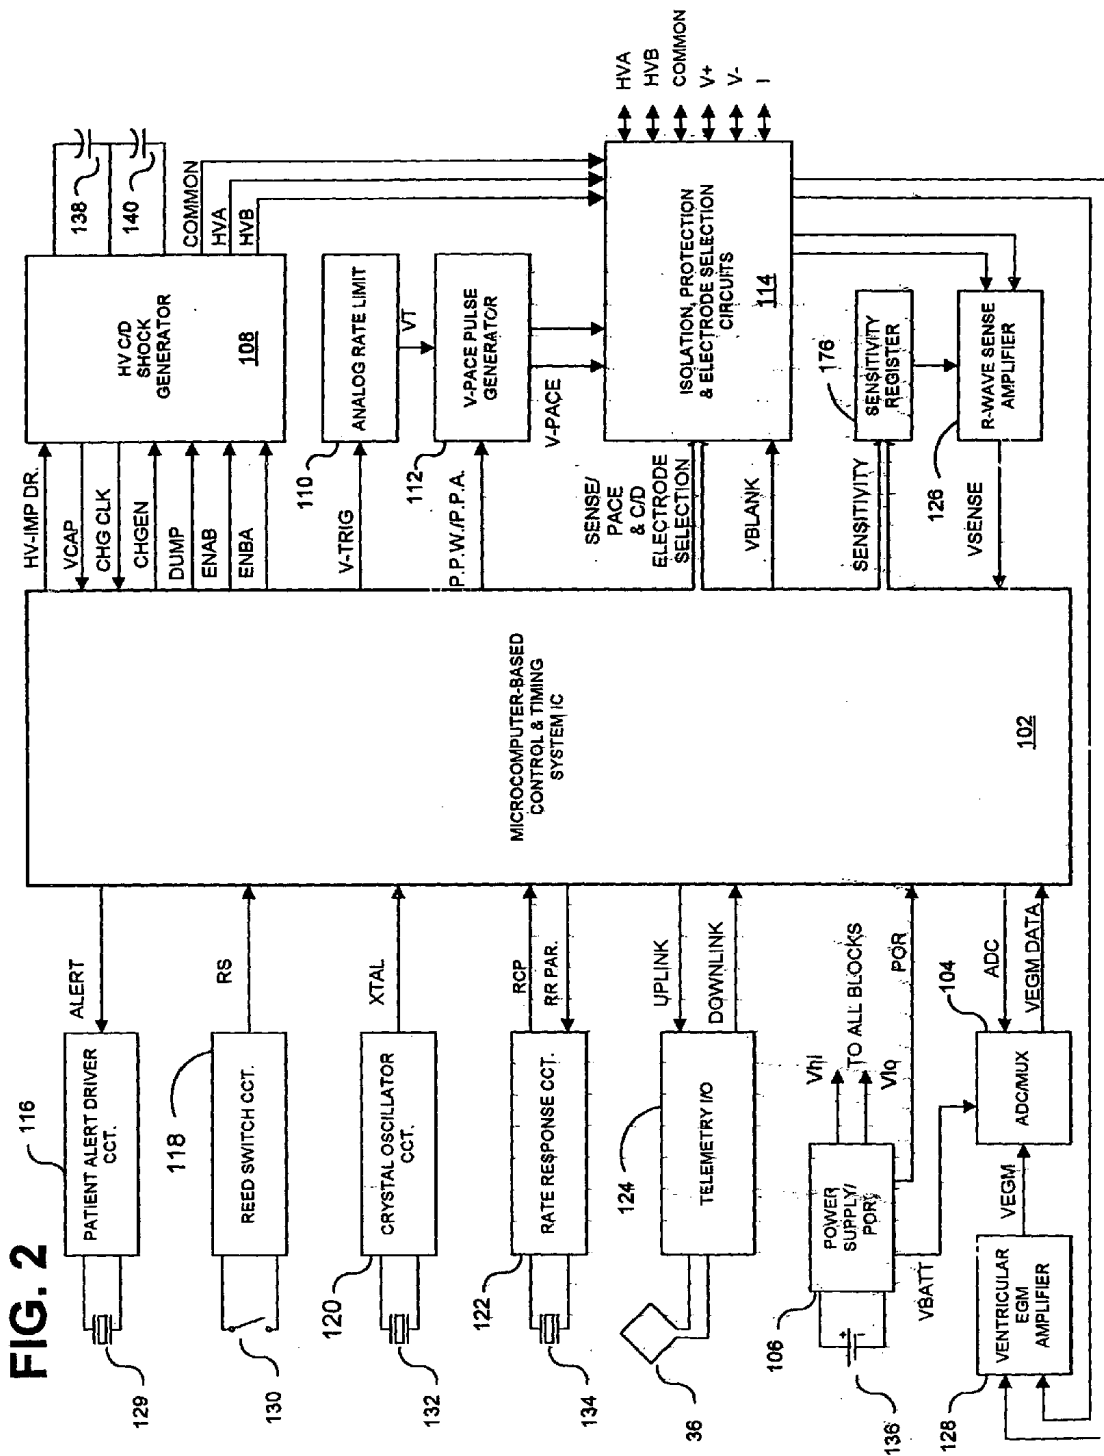 FIG. 2
116
PATIENT ALERT DRIVER
CCT.
129
ALERT
118
REED SWITCH CCT.
130
RS
CRYSTAL OSCILLATOR
CCT.
120
132
XTAL
RATE RESPONSE CCT.
122
134
RCP
RR PAR.
124
TELEMETRY I/O
36
UPLINK
DOWNLINK
POWER
SUPPLY/
POR
106
136
Vhi
Vlo
TO ALL BLOCKS
POR
VBATT
VENTRICULAR
EGM
AMPLIFIER
128
VEGM
ADC/MUX
104
ADC
VEGM DATA
MICROCOMPUTER-BASED
CONTROL & TIMING
SYSTEM IC
102
HV-IMP DR.
VCAP
CHG CLK
CHGEN
DUMP
ENAB
ENBA
V-TRIG
P.P.W./P.P.A.
SENSE/
PACE
& C/D
ELECTRODE
SELECTION
VBLANK
SENSITIVITY
VSENSE
HV C/D
SHOCK
GENERATOR
108
138
140
COMMON
HVA
HVB
110
ANALOG RATE LIMIT
VT
112
V-PACE PULSE
GENERATOR
V-PACE
ISOLATION, PROTECTION
& ELECTRODE SELECTION
CIRCUITS
114
HVA
HVB
COMMON
V+
V-
I
176
SENSITIVITY
REGISTER
R-WAVE SENSE
AMPLIFIER
126